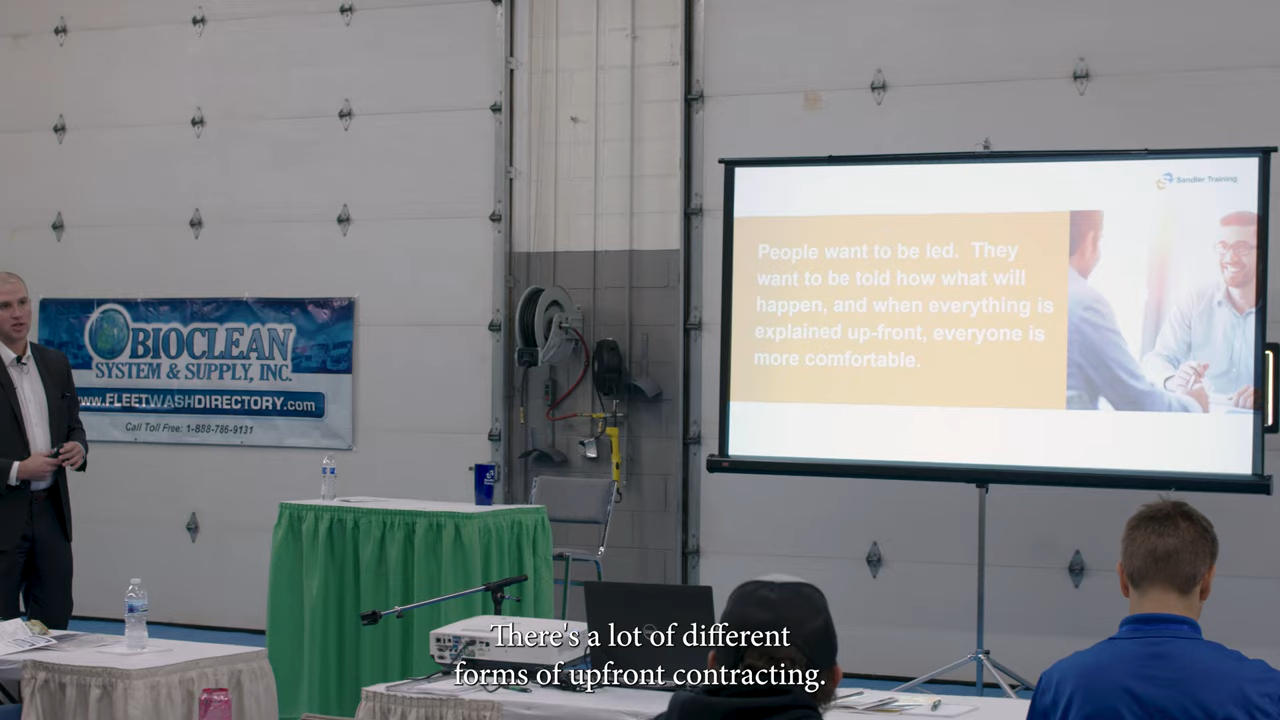 Sandler Training
People want to be led. They
want to be told how what will
happen, and when everything is
explained up-front, everyone is
more comfortable.
BIOCLEAN
SYSTEM & SUPPLY, INC.
www.FLEETWASHDIRECTORY.com
Call Toll Free: 1-888-786-9131
There's a lot of different
forms of upfront contracting.